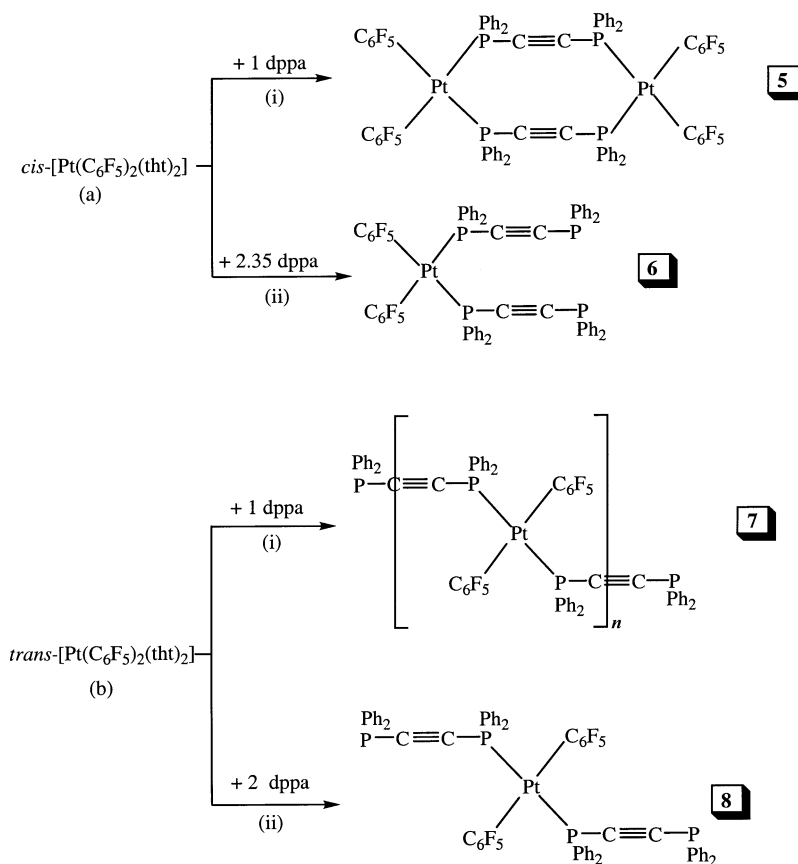 Ph2 Ph2
C6F5 P—C≡C—P C6F5
+ 1 dppa
(i)
Pt Pt
5
C6F5 P—C≡C—P C6F5
Ph2 Ph2
cis-[Pt(C6F5)2(tht)2]
(a)
Ph2 Ph2
C6F5 P—C≡C—P
+ 2.35 dppa
(ii)
Pt
6
C6F5 P—C≡C—P
Ph2 Ph2
Ph2 Ph2
P—C≡C—P C6F5
+ 1 dppa
(i)
Pt
7
C6F5 P—C≡C—P
Ph2 n Ph2
trans-[Pt(C6F5)2(tht)2]
(b)
Ph2 Ph2
P—C≡C—P C6F5
+ 2 dppa
(ii)
Pt
8
C6F5 P—C≡C—P
Ph2 Ph2